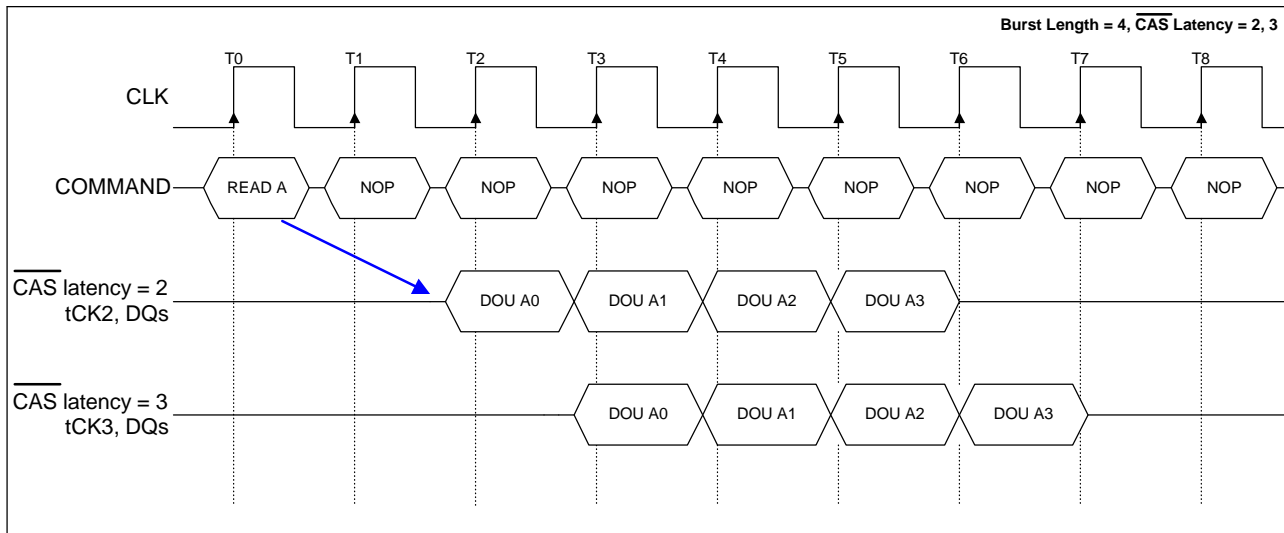 Burst Length = 4, CAS Latency = 2, 3
T0 T1 T2 T3 T4 T5 T6 T7 T8
CLK
COMMAND READ A NOP NOP NOP NOP NOP NOP NOP NOP
CAS latency = 2
tCK2, DQs
DOU A0 DOU A1 DOU A2 DOU A3
CAS latency = 3
tCK3, DQs
DOU A0 DOU A1 DOU A2 DOU A3